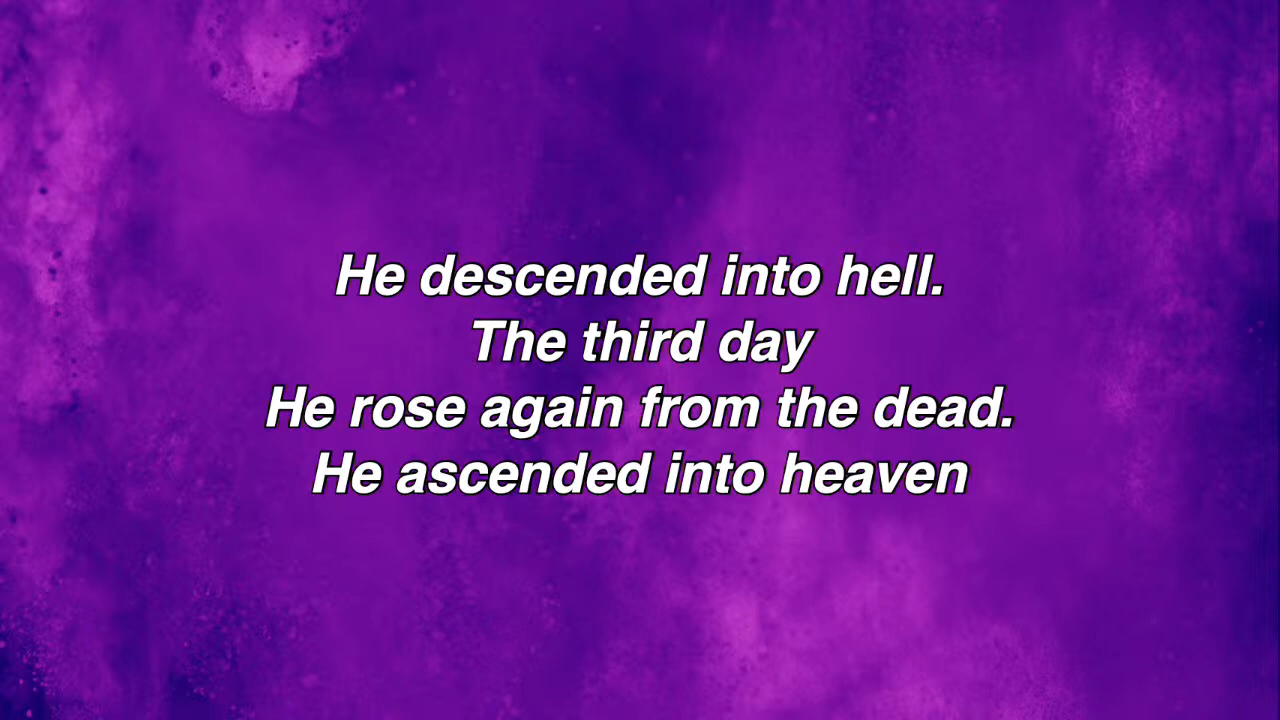 He descended into hell.
The third day
He rose again from the dead.
He ascended into heaven